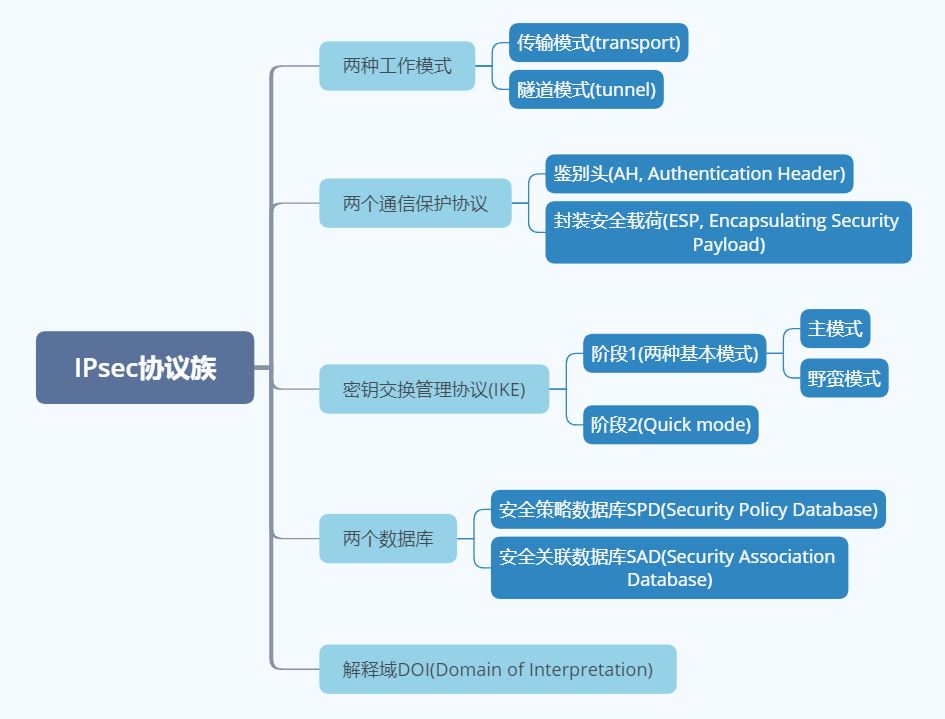 IPsec协议族
两种工作模式
传输模式(transport)
隧道模式(tunnel)
两个通信保护协议
鉴别头(AH, Authentication Header)
封装安全载荷(ESP, Encapsulating Security
Payload)
密钥交换管理协议(IKE)
阶段1(两种基本模式)
主模式
野蛮模式
阶段2(Quick mode)
两个数据库
安全策略数据库SPD(Security Policy Database)
安全关联数据库SAD(Security Association
Database)
解释域DOI(Domain of Interpretation)